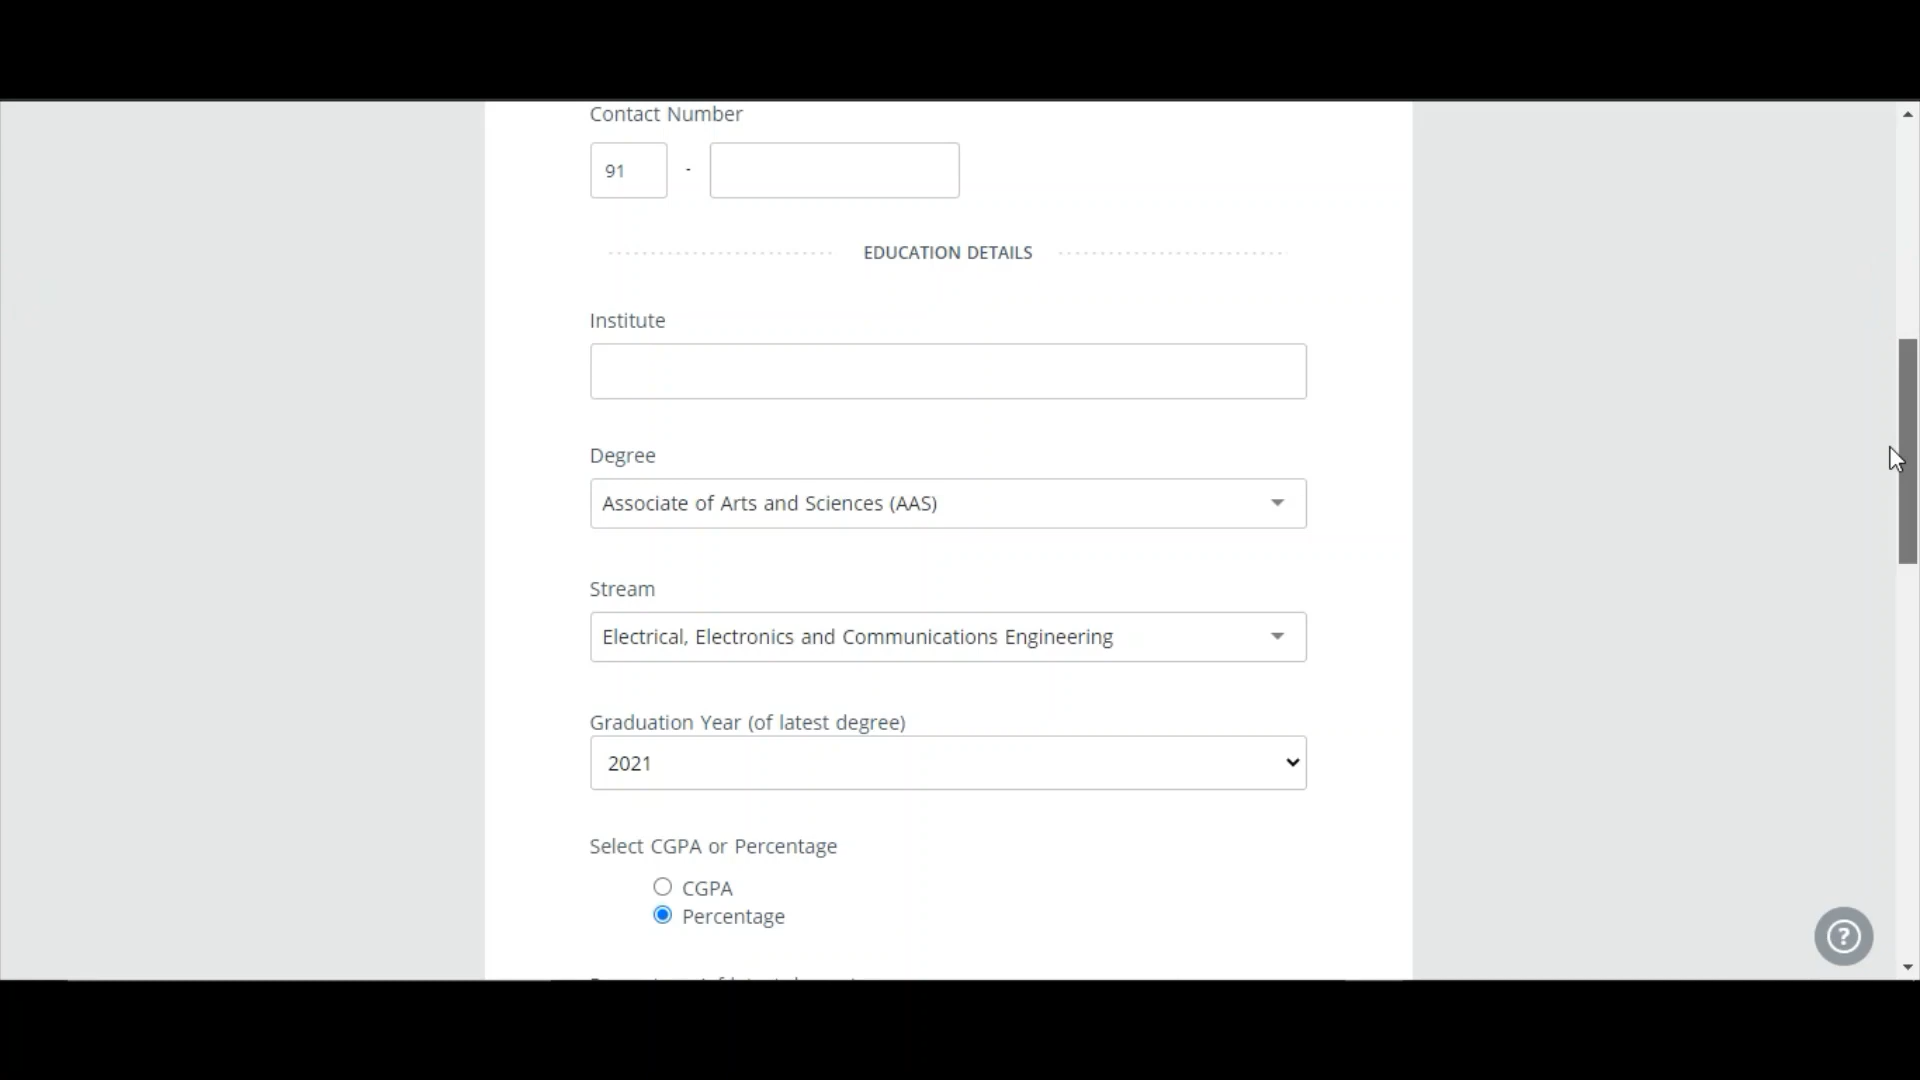 Contact Number
91 -
EDUCATION DETAILS
Institute
Degree
Associate of Arts and Sciences (AAS)
Stream
Electrical, Electronics and Communications Engineering
Graduation Year (of latest degree)
2021
Select CGPA or Percentage
CGPA
Percentage
?